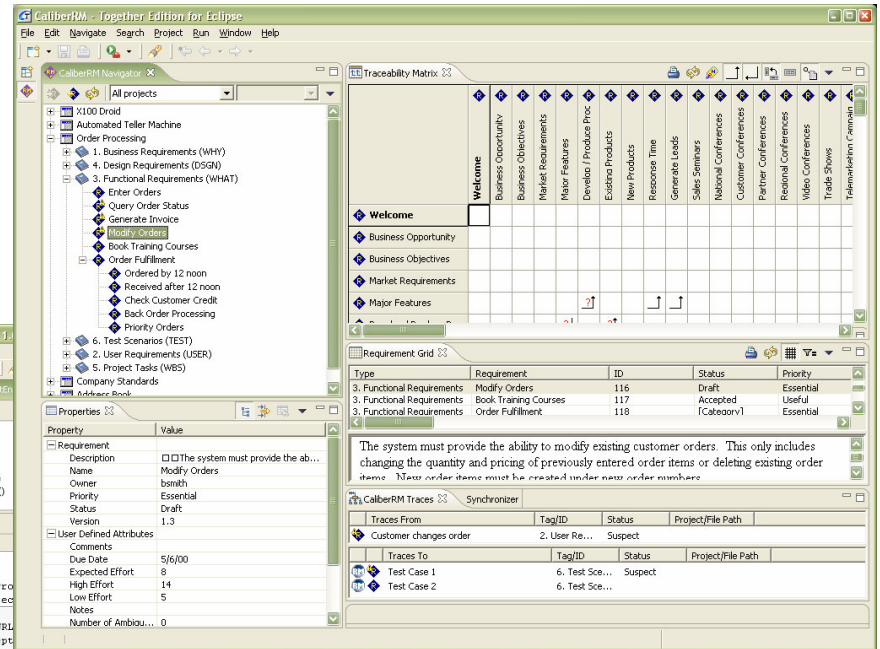 CaliberRM - Together Edition for Eclipse
File Edit Navigate Search Project Run Window Help
CaliberRM Navigator
All projects
X100 Droid
Automated Teller Machine
Order Processing
1. Business Requirements (WHY)
4. Design Requirements (DSGN)
3. Functional Requirements (WHAT)
Enter Orders
Query Order Status
Generate Invoice
Modify Orders
Book Training Courses
Order Fulfillment
Ordered by 12 noon
Received after 12 noon
Check Customer Credit
Back Order Processing
Priority Orders
6. Test Scenarios (TEST)
2. User Requirements (USER)
5. Project Tasks (WBS)
Company Standards
Address Book
Traceability Matrix
Welcome
Business Opportunity
Business Objectives
Market Requirements
Major Features
Develop / Produce Proc
Existing Products
New Products
Response Time
Generate Leads
Sales Seminars
National Conferences
Customer Conferences
Partner Conferences
Regional Conferences
Video Conferences
Trade Shows
Telemarketing Campaign
Welcome
Business Opportunity
Business Objectives
Market Requirements
Major Features
Requirement Grid
Type Requirement ID Status Priority
3. Functional Requirements Modify Orders 116 Draft Essential
3. Functional Requirements Book Training Courses 117 Accepted Useful
3. Functional Requirements Order Fulfillment 118 [Category] Essential
The system must provide the ability to modify existing customer orders. This only includes
changing the quantity and pricing of previously entered order items or deleting existing order
items. New order items must be created under new order numbers
Properties
Property Value
Requirement
Description The system must provide the ab...
Name Modify Orders
Owner bsmith
Priority Essential
Status Draft
Version 1.3
User Defined Attributes
Comments
Due Date 5/6/00
Expected Effort 8
High Effort 14
Low Effort 5
Notes
Number of Ambigu... 0
CaliberRM Traces Synchronizer
Traces From Tag/ID Status Project/File Path
Customer changes order 2. User Re... Suspect
Traces To Tag/ID Status Project/File Path
Test Case 1 6. Test Sce... Suspect
Test Case 2 6. Test Sce...